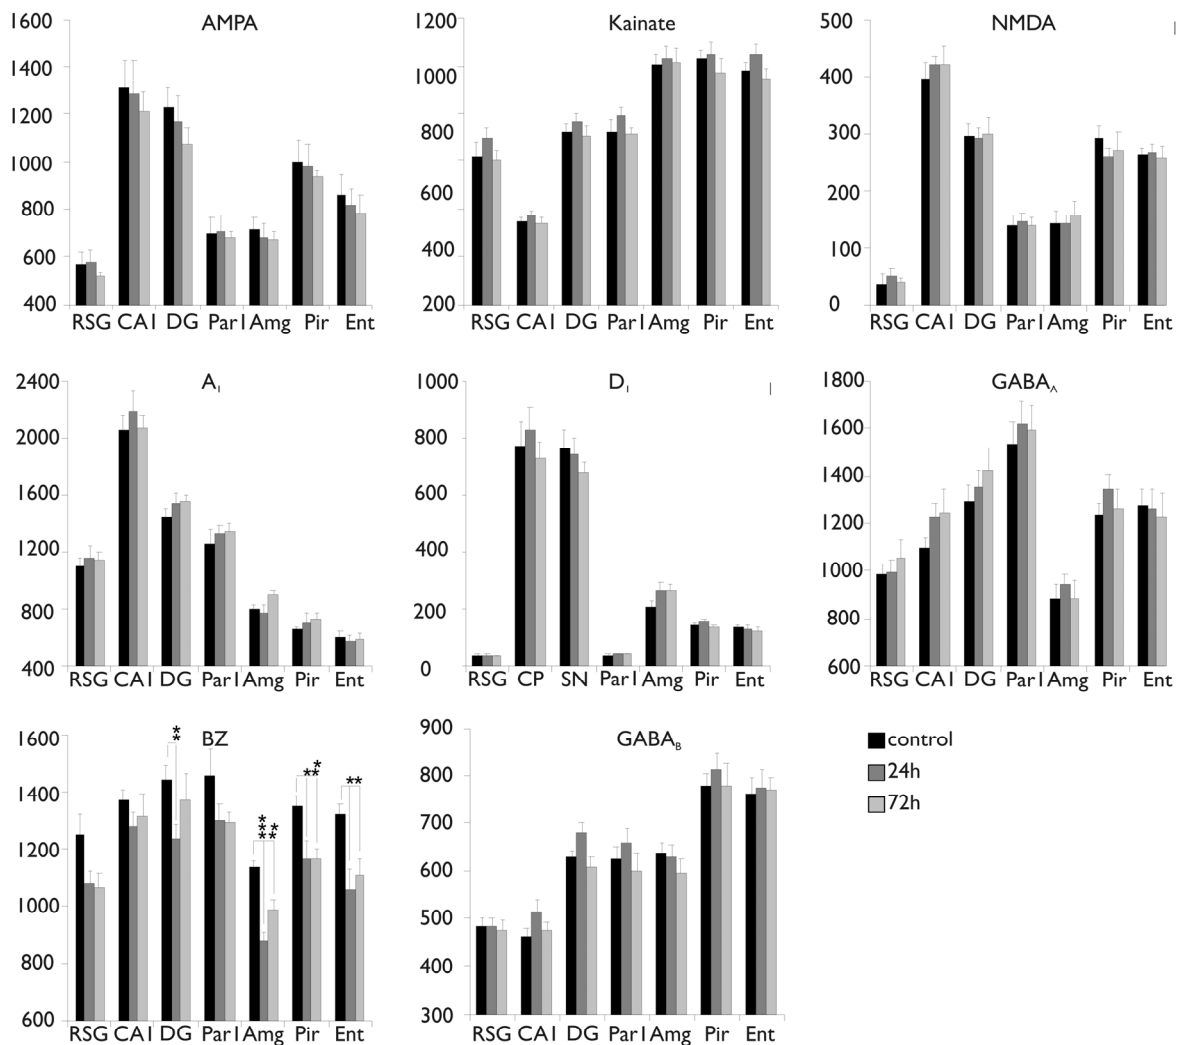 AMPA
1600
1400
1200
1000
800
600
400
RSG CA1 DG Par1 Amg Pir Ent
Kainate
1200
1000
800
600
400
200
RSG CA1 DG Par1 Amg Pir Ent
NMDA
500
400
300
200
100
0
RSG CA1 DG Par1 Amg Pir Ent
A₁
2400
2000
1600
1200
800
400
RSG CA1 DG Par1 Amg Pir Ent
D₁
1000
800
600
400
200
0
RSG CP SN Par1 Amg Pir Ent
GABA_A
1800
1600
1400
1200
1000
800
600
RSG CA1 DG Par1 Amg Pir Ent
BZ
1600
1400
1200
1000
800
600
** *** ** ** * **
RSG CA1 DG Par1 Amg Pir Ent
GABA_B
900
800
700
600
500
400
300
RSG CA1 DG Par1 Amg Pir Ent
control
24h
72h